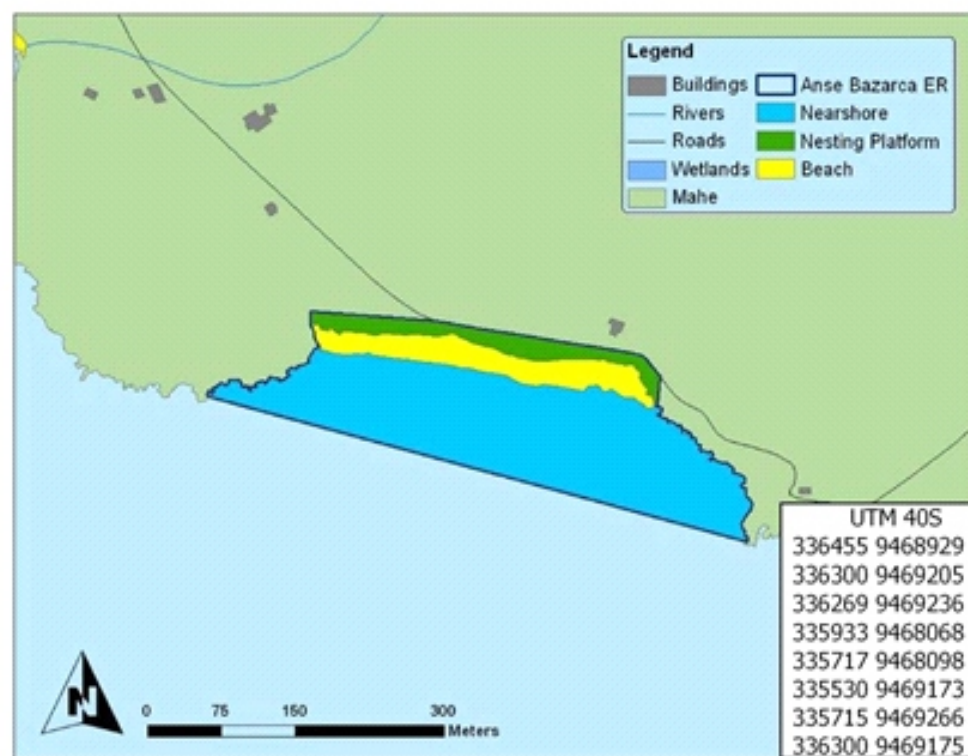 Legend
Buildings Anse Bazarca ER
Rivers Nearshore
Roads Nesting Platform
Wetlands Beach
Mahe
N
0 75 150 300
Meters
UTM 40S
336455 9468929
336300 9469205
336269 9469236
335933 9468068
335717 9468098
335530 9469173
335715 9469266
336300 9469175